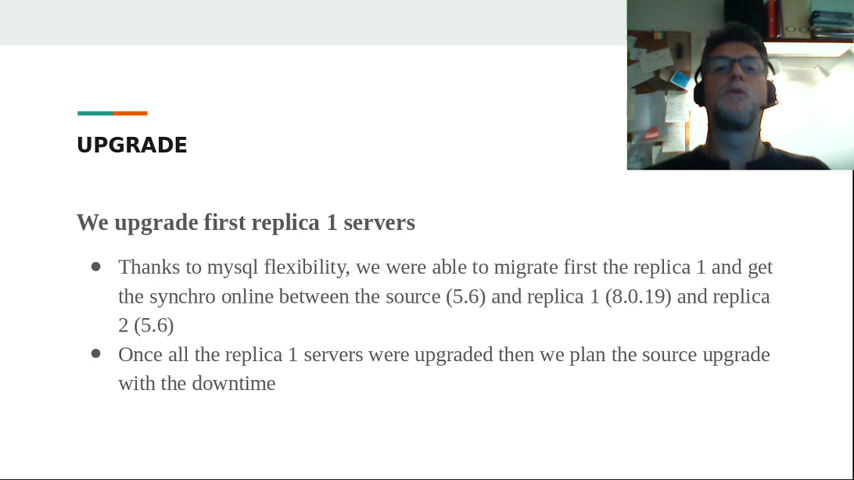 UPGRADE
We upgrade first replica 1 servers
● Thanks to mysql flexibility, we were able to migrate first the replica 1 and get
the synchro online between the source (5.6) and replica 1 (8.0.19) and replica
2 (5.6)
● Once all the replica 1 servers were upgraded then we plan the source upgrade
with the downtime